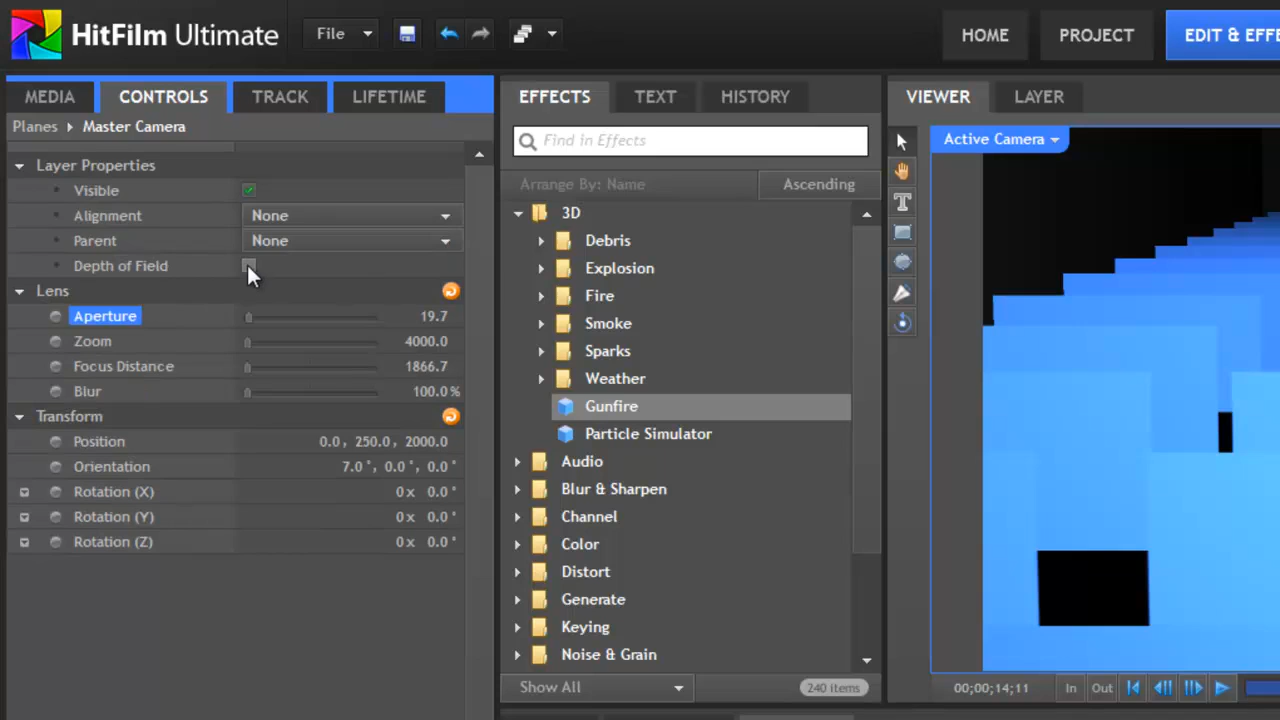 HitFilm Ultimate
File
HOME
PROJECT
EDIT & EFFE
MEDIA
CONTROLS
TRACK
LIFETIME
Planes
Master Camera
Layer Properties
Visible
Alignment
None
Parent
None
Depth of Field
Lens
Aperture
19.7
Zoom
4000.0
Focus Distance
1866.7
Blur
100.0 %
Transform
Position
0.0, 250.0, 2000.0
Orientation
7.0 °, 0.0 °, 0.0 °
Rotation (X)
0 x 0.0 °
Rotation (Y)
0 x 0.0 °
Rotation (Z)
0 x 0.0 °
EFFECTS
TEXT
HISTORY
Find in Effects
Arrange By: Name
Ascending
3D
Debris
Explosion
Fire
Smoke
Sparks
Weather
Gunfire
Particle Simulator
Audio
Blur & Sharpen
Channel
Color
Distort
Generate
Keying
Noise & Grain
Show All
240 items
VIEWER
LAYER
Active Camera
00;00;14;11
In
Out